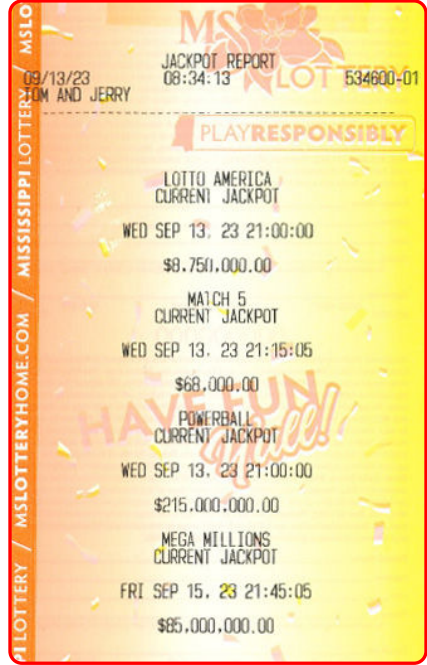 MS
LOTTERY
JACKPOT REPORT
09/13/23 08:34:13 534600-01
TOM AND JERRY
PLAYRESPONSIBLY
LOTTO AMERICA
CURRENT JACKPOT
WED SEP 13, 23 21:00:00
$8,750,000.00
MATCH 5
CURRENT JACKPOT
WED SEP 13, 23 21:15:05
$68,000.00
HAVE FUN
Y'all!
POWERBALL
CURRENT JACKPOT
WED SEP 13, 23 21:00:00
$215,000,000.00
MEGA MILLIONS
CURRENT JACKPOT
FRI SEP 15, 23 21:45:05
$85,000,000.00
PI LOTTERY / MSLOTTERYHOME.COM / MISSISSIPPI LOTTERY / MSLO